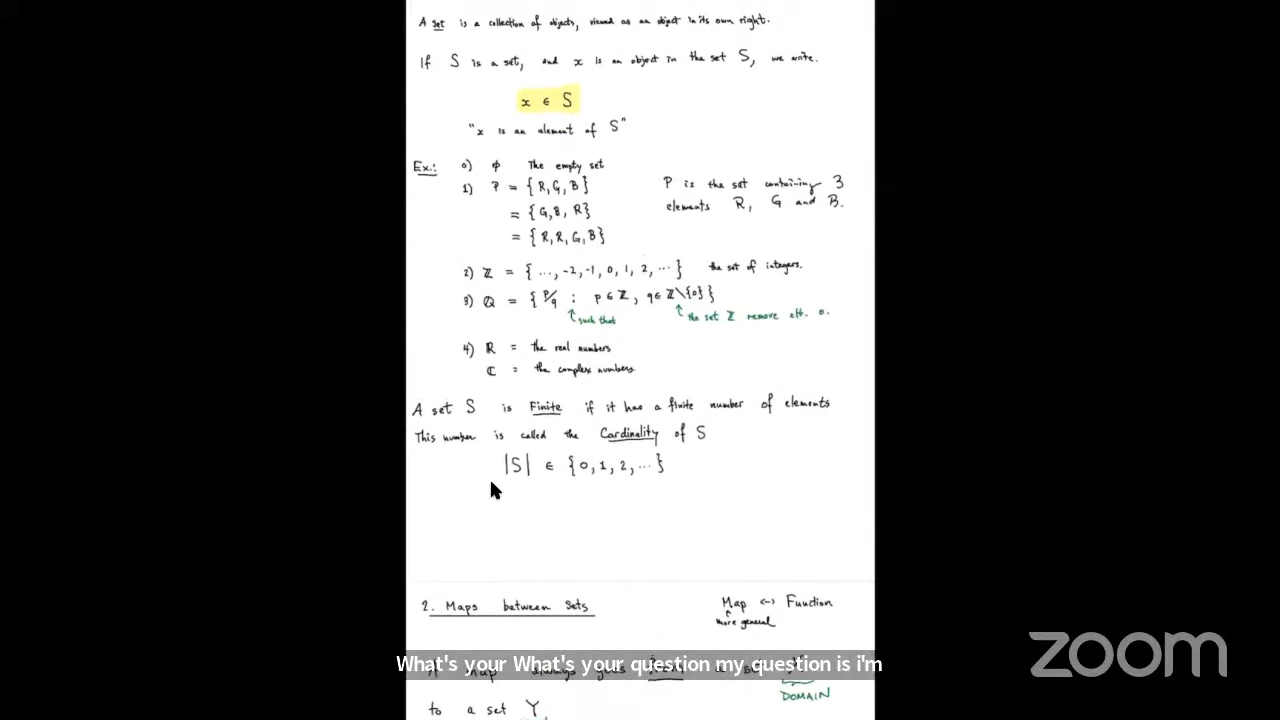 A set is a collection of objects, viewed as an object in its own right.
If S is a set, and x is an object in the set S, we write.
x ∈ S
"x is an element of S"
Ex.: 0) ϕ The empty set
1) P = {R, G, B} P is the set containing 3
= {G, B, R} elements R, G and B.
= {R, R, G, B}
2) ℤ = {..., -2, -1, 0, 1, 2, ...} the set of integers.
3) ℚ = {p/q : p ∈ ℤ, q ∈ ℤ\{0}}
↑ such that ↑ the set ℤ remove elt. 0.
4) ℝ = the real numbers
ℂ = the complex numbers
A set S is Finite if it has a finite number of elements
This number is called the Cardinality of S
|S| ∈ {0, 1, 2, ...}
2. Maps between Sets Map <-> Function
↑ more general
What's your What's your question my question is i'm
DOMAIN
to a set Y
zoom